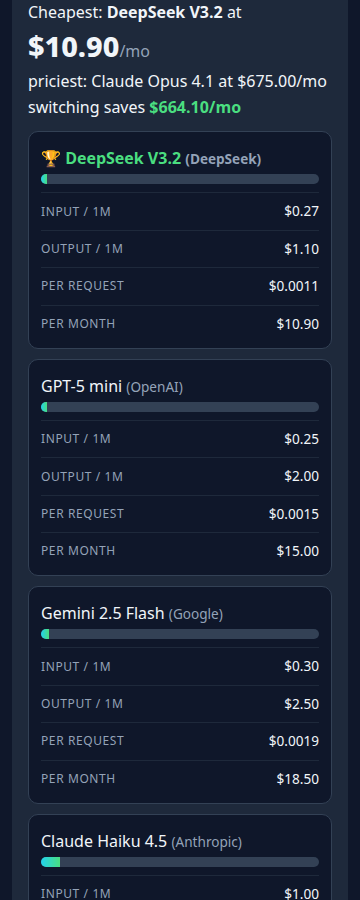 Cheapest: DeepSeek V3.2 at
$10.90/mo
priciest: Claude Opus 4.1 at $675.00/mo
switching saves $664.10/mo
🏆 DeepSeek V3.2 (DeepSeek)
INPUT / 1M $0.27
OUTPUT / 1M $1.10
PER REQUEST $0.0011
PER MONTH $10.90
GPT-5 mini (OpenAI)
INPUT / 1M $0.25
OUTPUT / 1M $2.00
PER REQUEST $0.0015
PER MONTH $15.00
Gemini 2.5 Flash (Google)
INPUT / 1M $0.30
OUTPUT / 1M $2.50
PER REQUEST $0.0019
PER MONTH $18.50
Claude Haiku 4.5 (Anthropic)
INPUT / 1M $1.00